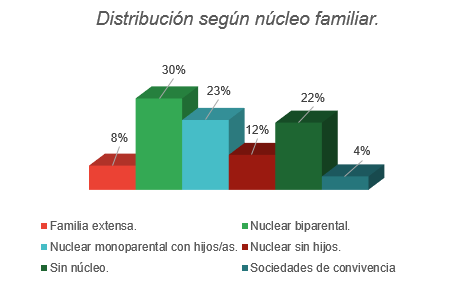 Distribución según núcleo familiar.
30%
23%
22%
12%
8%
4%
Familia extensa.
Nuclear biparental.
Nuclear monoparental con hijos/as.
Nuclear sin hijos.
Sin núcleo.
Sociedades de convivencia